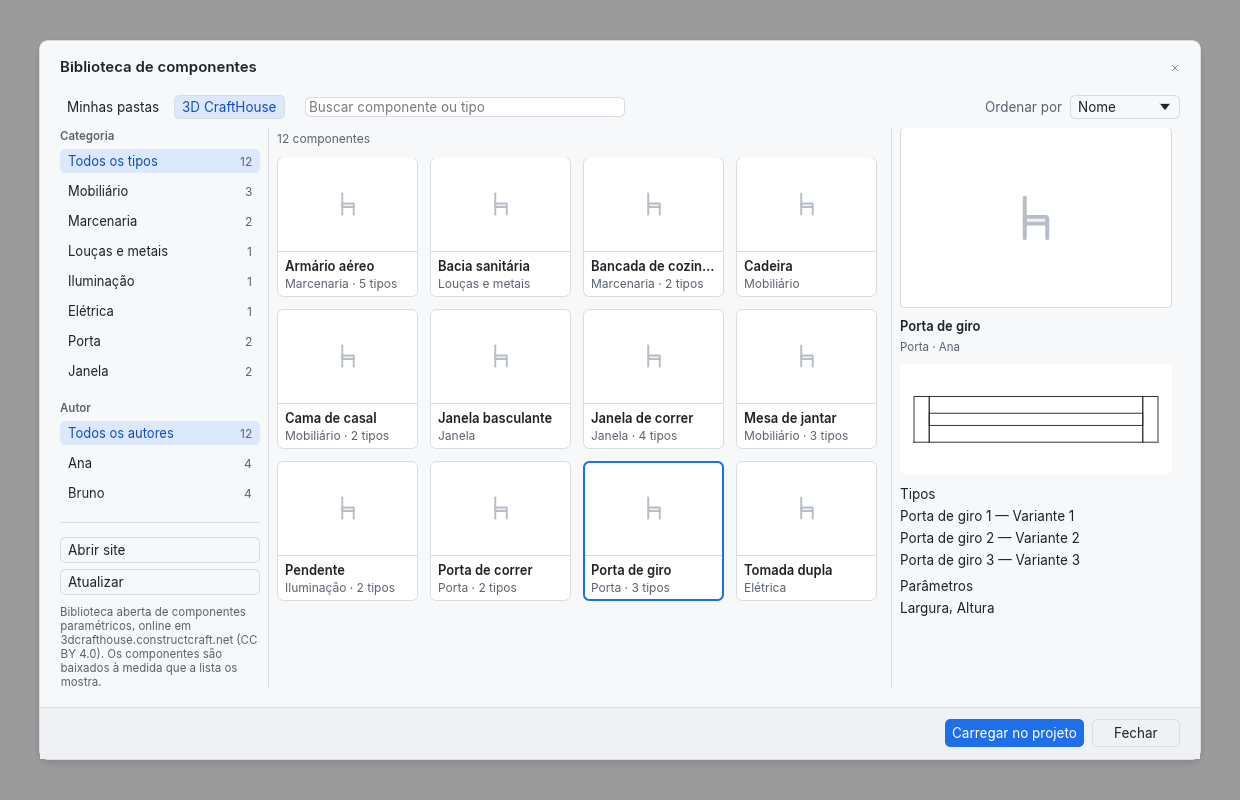 Biblioteca de componentes
×
Minhas pastas
3D CraftHouse
Buscar componente ou tipo
Ordenar por
Nome
Categoria
Todos os tipos 12
Mobiliário 3
Marcenaria 2
Louças e metais 1
Iluminação 1
Elétrica 1
Porta 2
Janela 2
Autor
Todos os autores 12
Ana 4
Bruno 4
Abrir site
Atualizar
Biblioteca aberta de componentes
paramétricos, online em
3dcrafthouse.constructcraft.net (CC
BY 4.0). Os componentes são
baixados à medida que a lista os
mostra.
12 componentes
Armário aéreo
Marcenaria · 5 tipos
Bacia sanitária
Louças e metais
Bancada de cozin...
Marcenaria · 2 tipos
Cadeira
Mobiliário
Cama de casal
Mobiliário · 2 tipos
Janela basculante
Janela
Janela de correr
Janela · 4 tipos
Mesa de jantar
Mobiliário · 3 tipos
Pendente
Iluminação · 2 tipos
Porta de correr
Porta · 2 tipos
Porta de giro
Porta · 3 tipos
Tomada dupla
Elétrica
Porta de giro
Porta · Ana
Tipos
Porta de giro 1 — Variante 1
Porta de giro 2 — Variante 2
Porta de giro 3 — Variante 3
Parâmetros
Largura, Altura
Carregar no projeto
Fechar